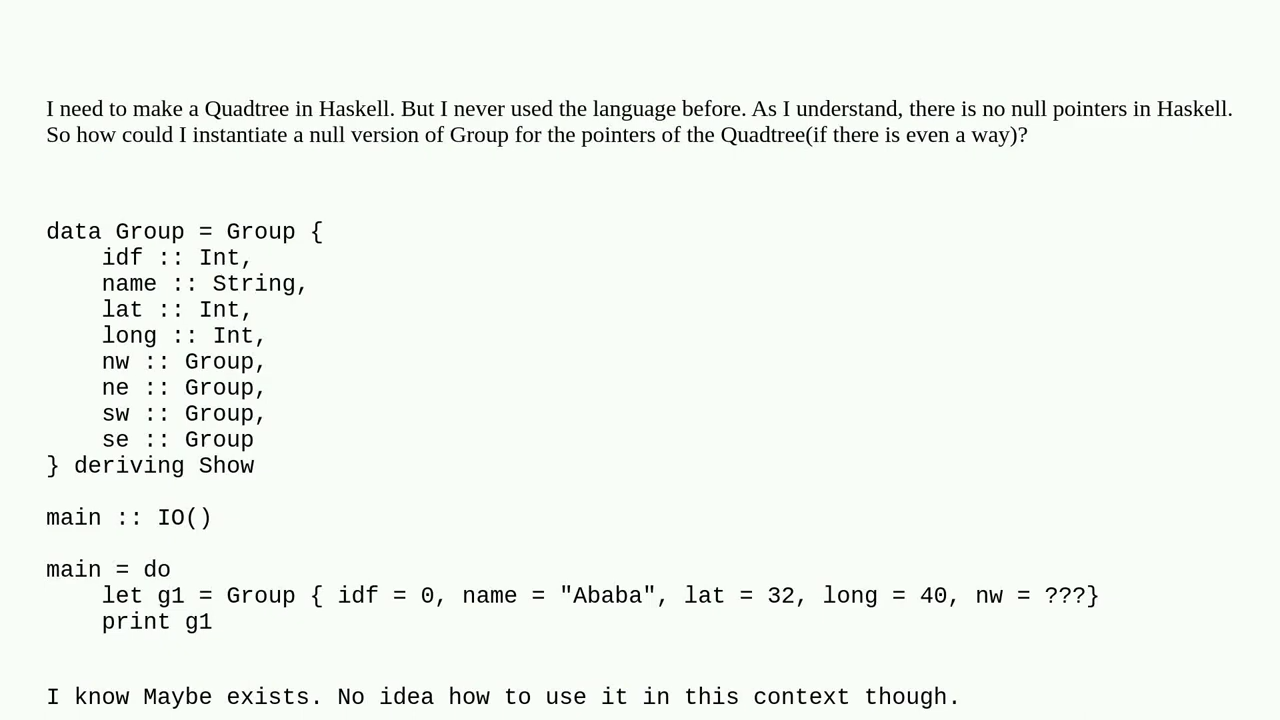 I need to make a Quadtree in Haskell. But I never used the language before. As I understand, there is no null pointers in Haskell.
So how could I instantiate a null version of Group for the pointers of the Quadtree(if there is even a way)?
data Group = Group {
    idf :: Int,
    name :: String,
    lat :: Int,
    long :: Int,
    nw :: Group,
    ne :: Group,
    sw :: Group,
    se :: Group
} deriving Show
main :: IO()
main = do
    let g1 = Group { idf = 0, name = "Ababa", lat = 32, long = 40, nw = ???}
    print g1
I know Maybe exists. No idea how to use it in this context though.